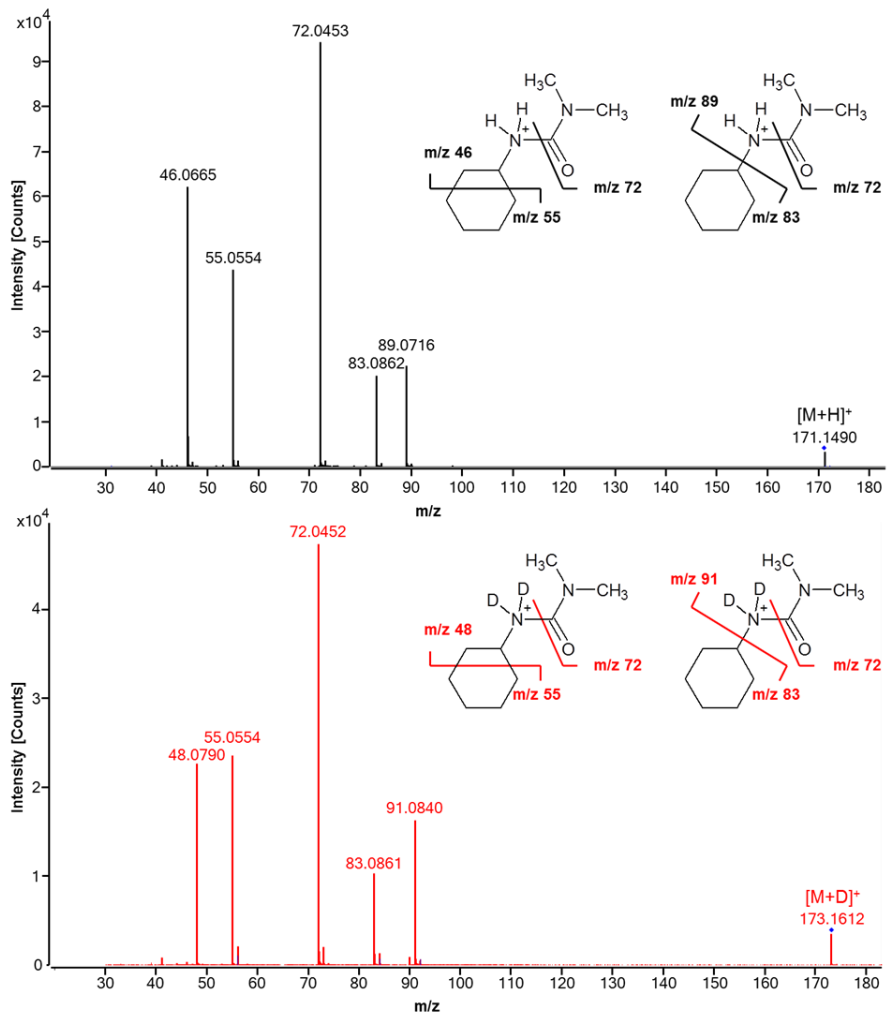 x10⁴
Intensity [Counts]
9
8
7
6
5
4
3
2
1
0
72.0453
46.0665
55.0554
83.0862
89.0716
[M+H]⁺
171.1490
H₃C
N
CH₃
H
H
N
+
O
m/z 46
m/z 55
m/z 72
m/z 89
H₃C
N
CH₃
H
H
N
+
O
m/z 83
m/z 72
30 40 50 60 70 80 90 100 110 120 130 140 150 160 170 180
m/z
x10⁴
Intensity [Counts]
4
3
2
1
0
72.0452
48.0790
55.0554
83.0861
91.0840
[M+D]⁺
173.1612
H₃C
N
CH₃
D
D
N
+
O
m/z 48
m/z 55
m/z 72
m/z 91
H₃C
N
CH₃
D
D
N
+
O
m/z 83
m/z 72
30 40 50 60 70 80 90 100 110 120 130 140 150 160 170 180
m/z